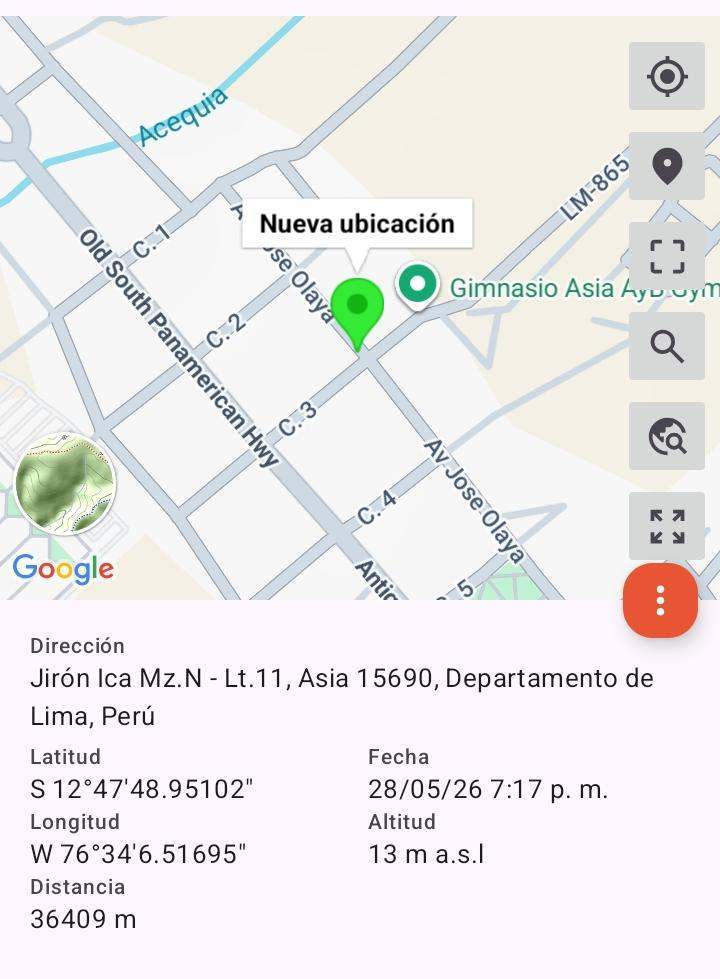 Acequia
LM-865
C. 1
Nueva ubicación
Jose Olaya
Old South Panamerican Hwy
Gimnasio Asia AyB Gym
C. 2
C. 3
Av Jose Olaya
C. 4
Google
Antig
5
Dirección
Jirón Ica Mz.N - Lt.11, Asia 15690, Departamento de
Lima, Perú
Latitud
S 12°47'48.95102"
Fecha
28/05/26 7:17 p. m.
Longitud
W 76°34'6.51695"
Altitud
13 m a.s.l
Distancia
36409 m